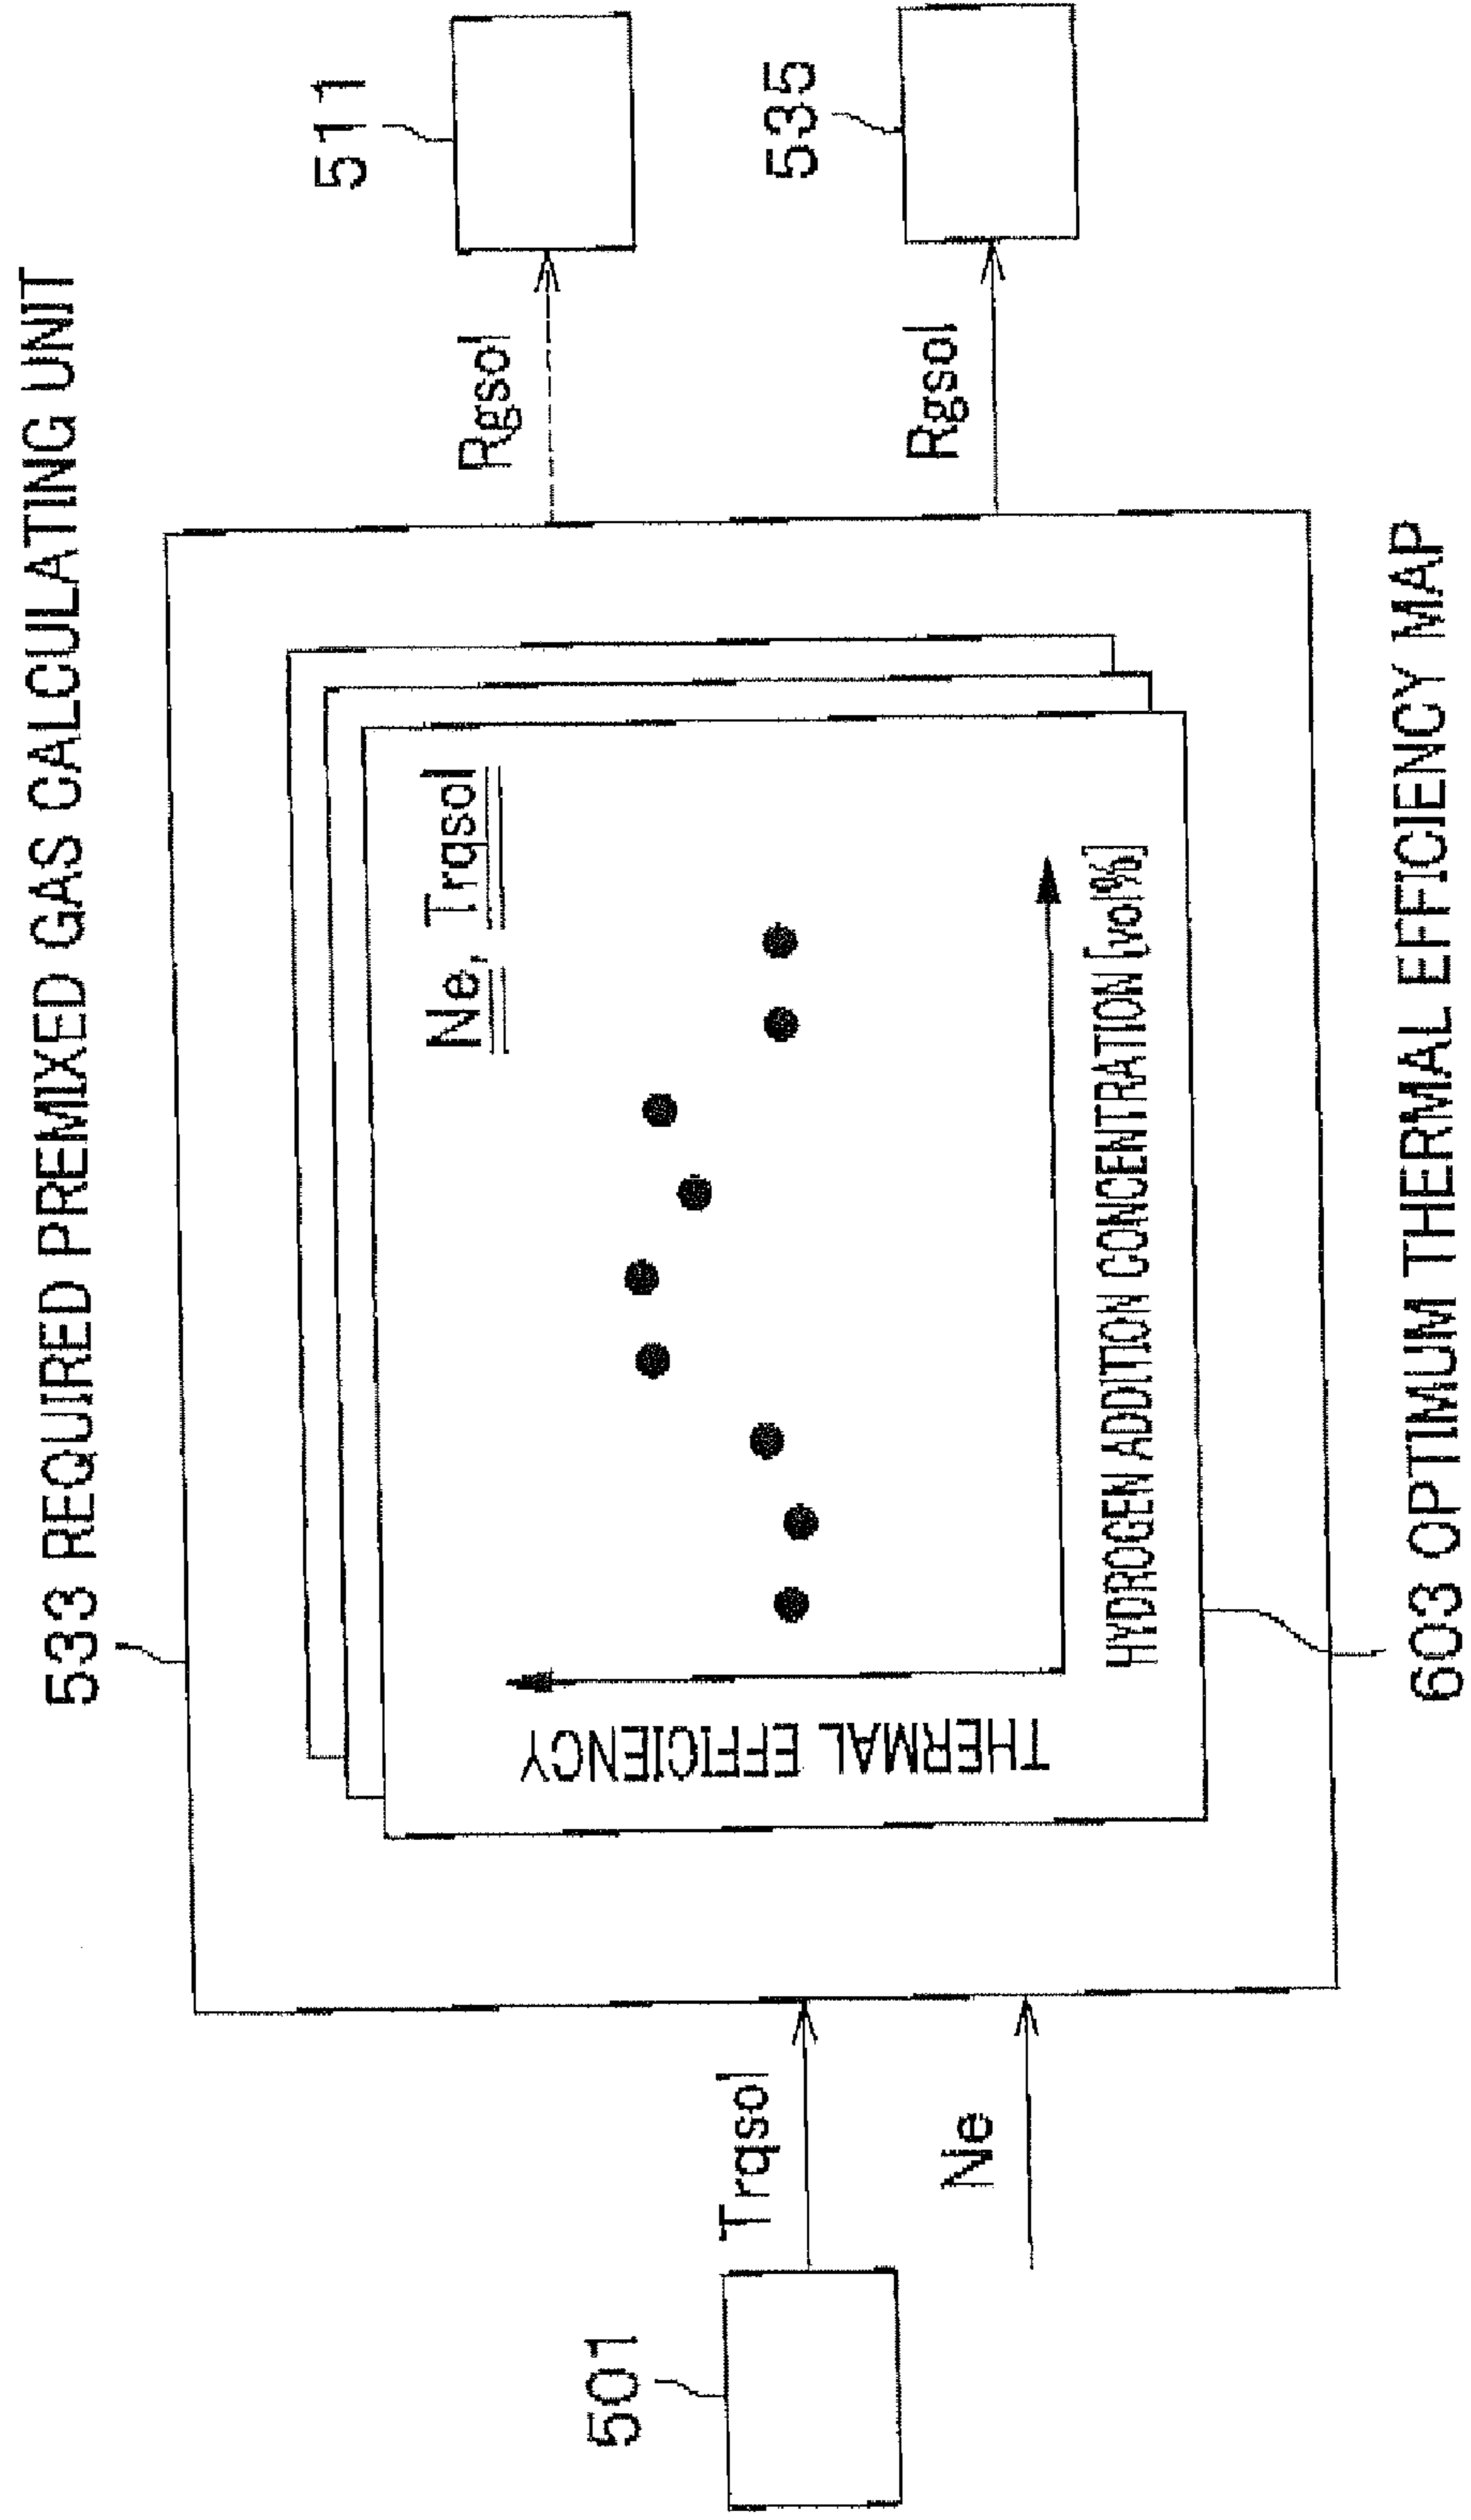 533 REQUIRED PREMIXED GAS CALCULATING UNIT
501
Trqsol
Ne
Ne, Trqsol
THERMAL EFFICIENCY
HYDROGEN ADDITION CONCENTRATION [vol%]
Rgsol
511
Rgsol
535
603 OPTIMUM THERMAL EFFICIENCY MAP